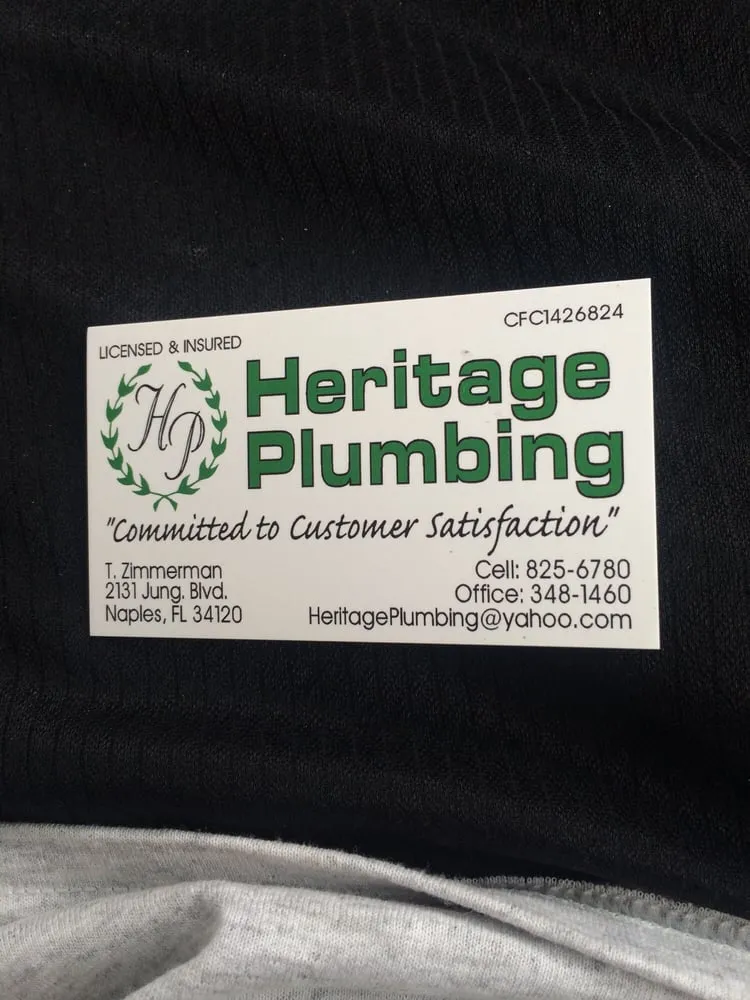 CFC1426824
LICENSED & INSURED
HP
Heritage
Plumbing
"Committed to Customer Satisfaction"
T. Zimmerman
2131 Jung. Blvd.
Naples, FL 34120
Cell: 825-6780
Office: 348-1460
HeritagePlumbing@yahoo.com